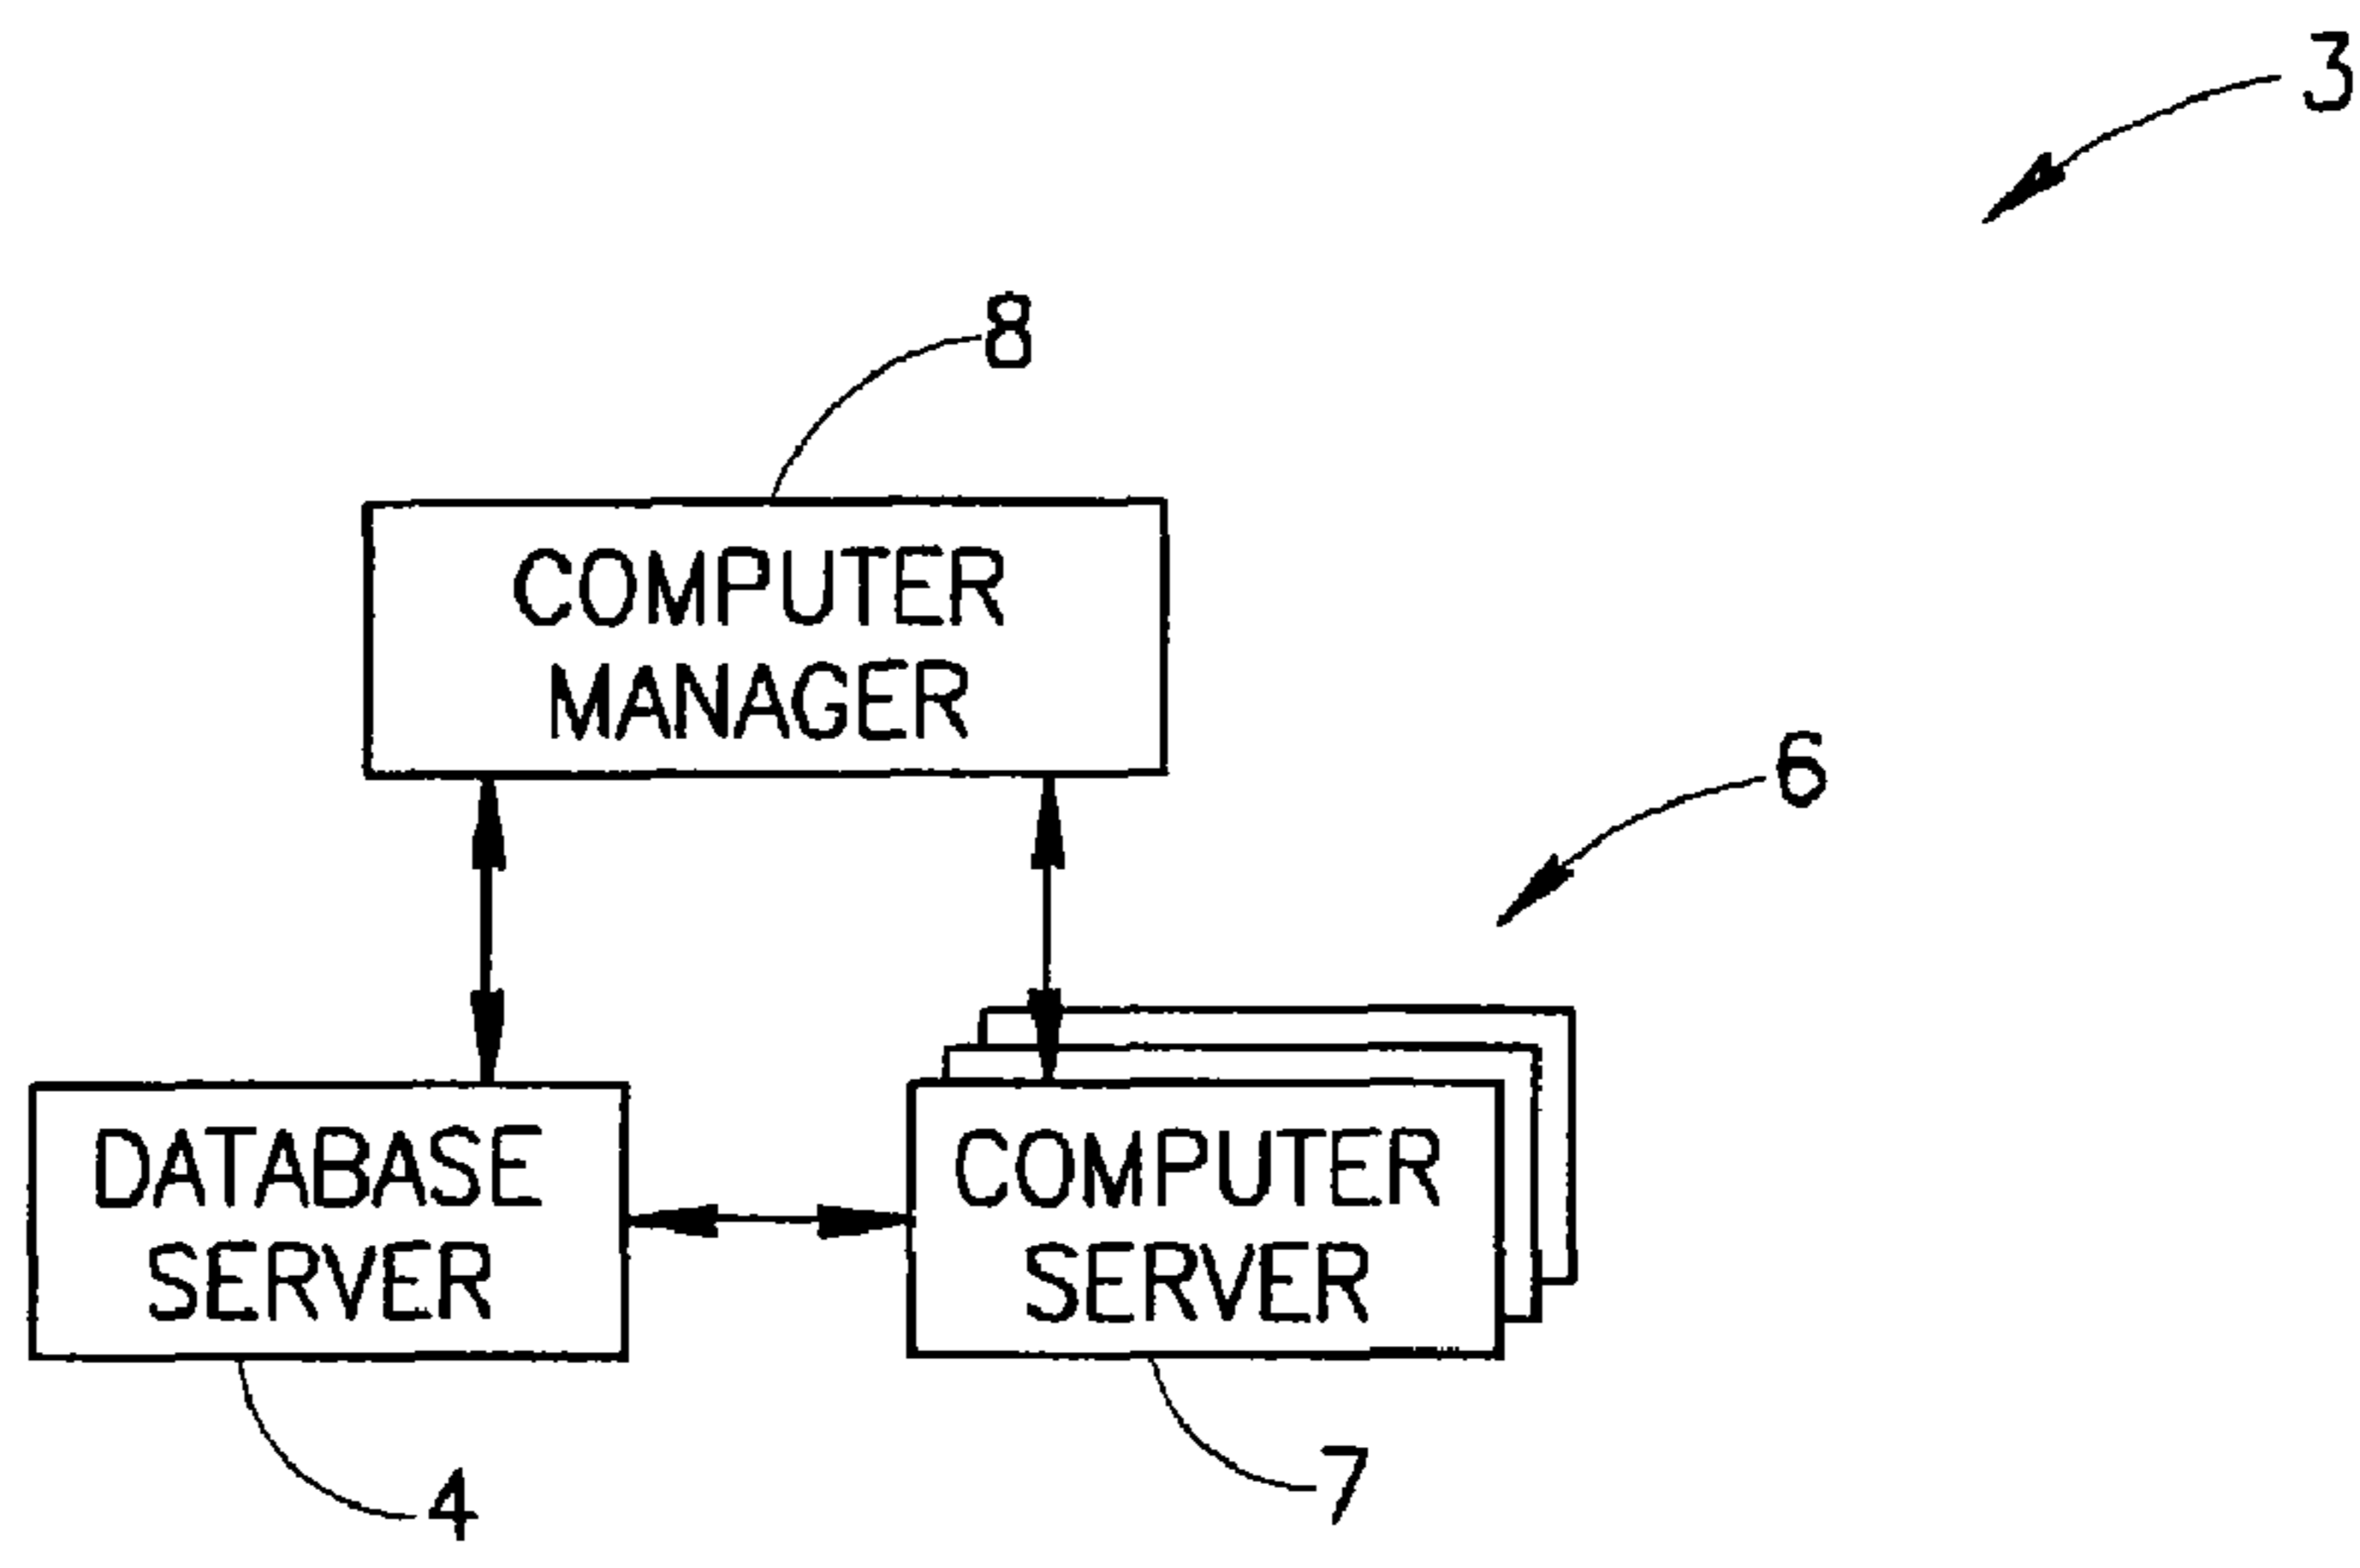 3
8
COMPUTER
MANAGER
6
DATABASE
SERVER
COMPUTER
SERVER
4
7